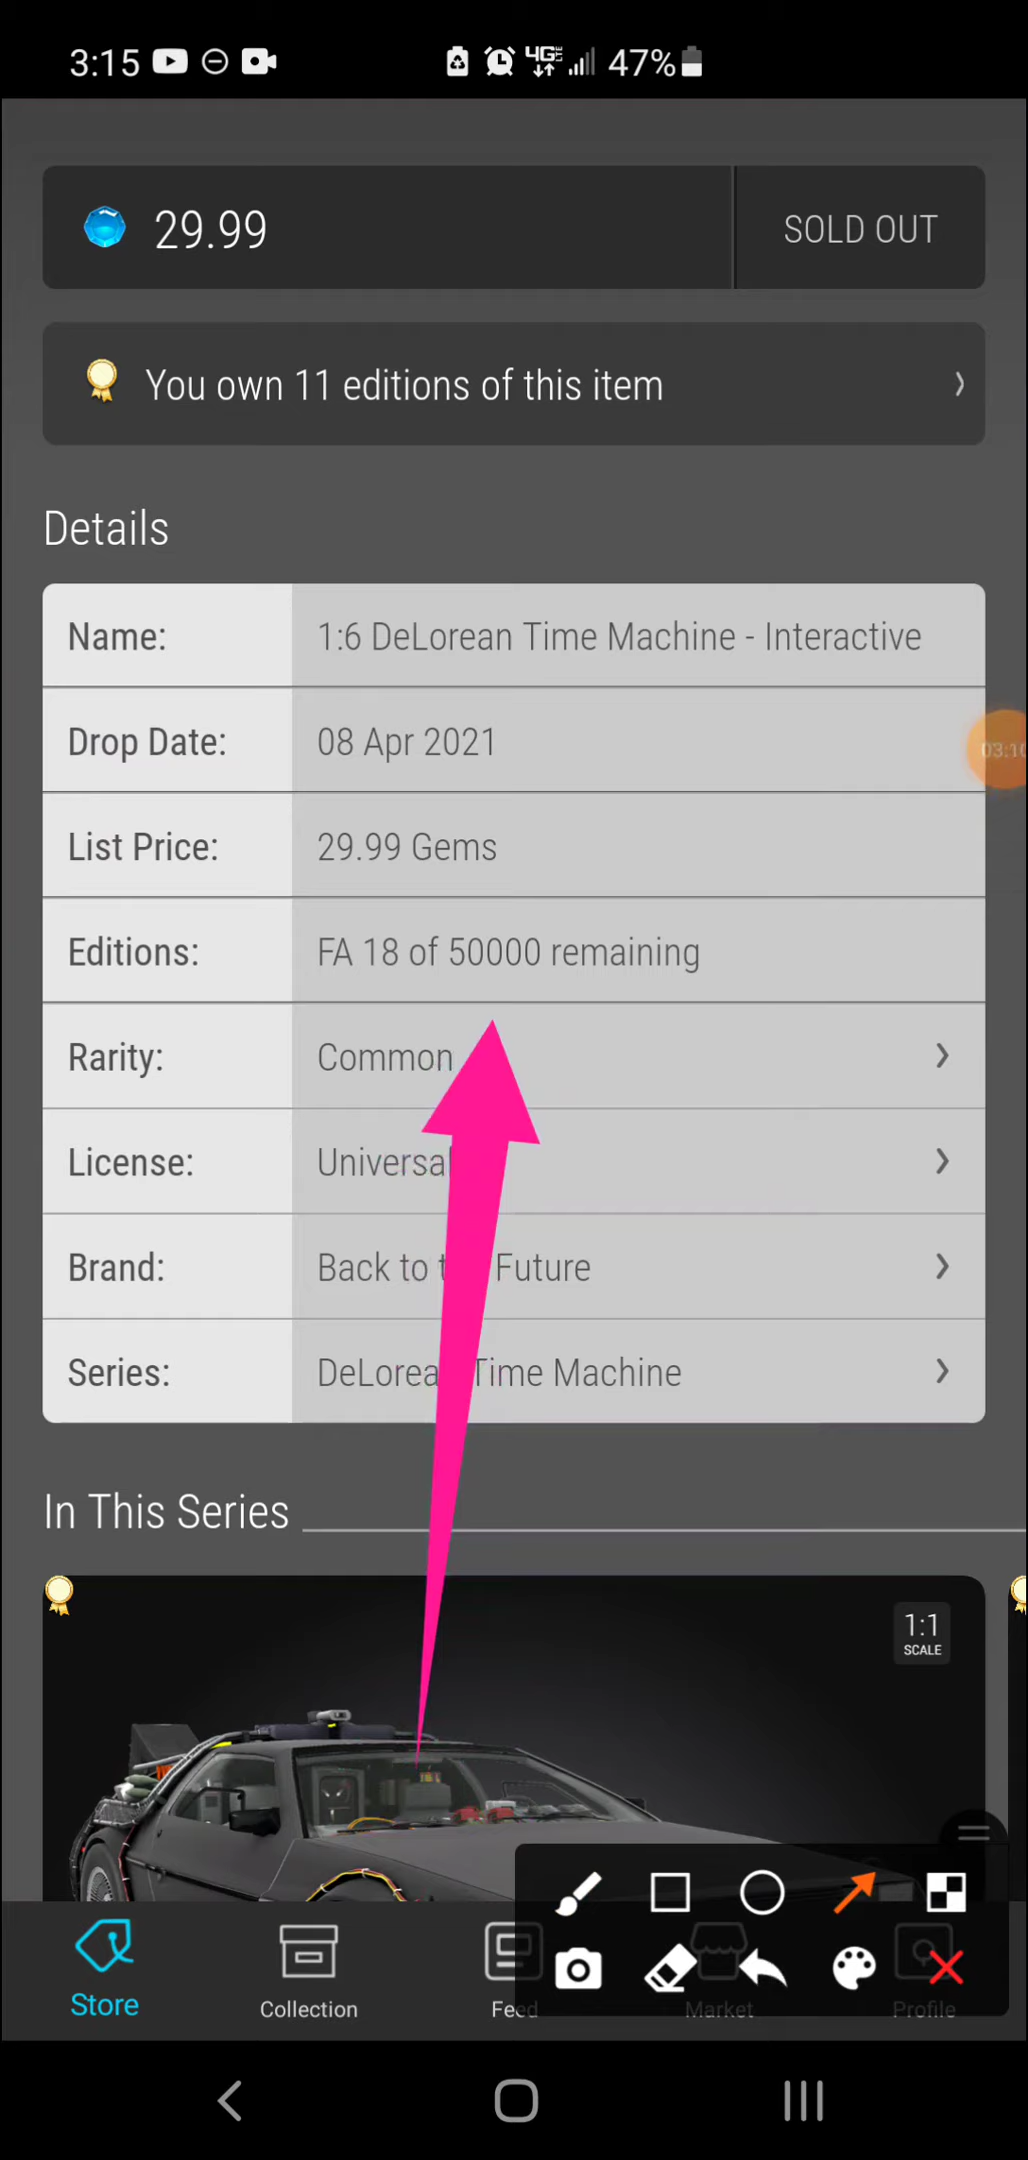 3:15 4G LTE 47%
29.99 SOLD OUT
You own 11 editions of this item
Details
Name: 1:6 DeLorean Time Machine - Interactive
Drop Date: 08 Apr 2021
List Price: 29.99 Gems
Editions: FA 18 of 50000 remaining
Rarity: Common
License: Universal
Brand: Back to the Future
Series: DeLorean Time Machine
In This Series
1:1
SCALE
Store Collection Feed Market Profile